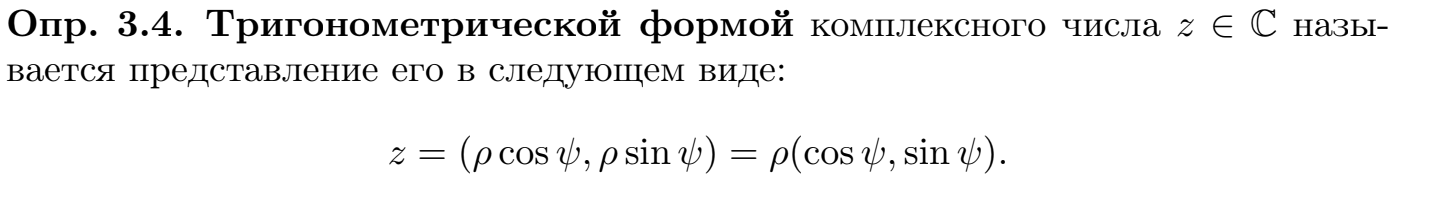 Опр. 3.4. Тригонометрической формой комплексного числа z ∈ ℂ назы-
вается представление его в следующем виде:
z = (ρ cos ψ, ρ sin ψ) = ρ(cos ψ, sin ψ).